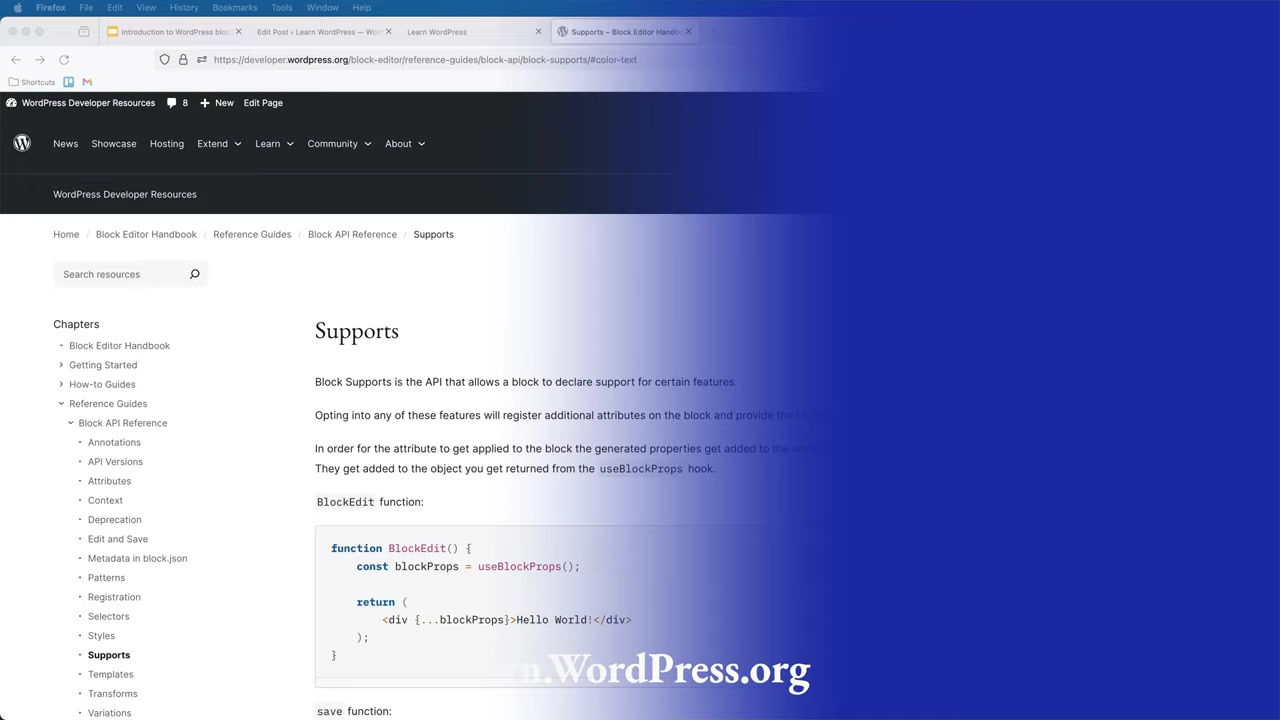 Firefox File Edit View History Bookmarks Tools Window Help
Introduction to WordPress bloc
Edit Post ‹ Learn WordPress — Wo
Learn WordPress
Supports – Block Editor Handb
https://developer.wordpress.org/block-editor/reference-guides/block-api/block-supports/#color-text
Shortcuts
WordPress Developer Resources 8 New Edit Page
News Showcase Hosting Extend Learn Community About
WordPress Developer Resources
Home / Block Editor Handbook / Reference Guides / Block API Reference / Supports
Search resources
Chapters
Block Editor Handbook
Getting Started
How-to Guides
Reference Guides
Block API Reference
Annotations
API Versions
Attributes
Context
Deprecation
Edit and Save
Metadata in block.json
Patterns
Registration
Selectors
Styles
Supports
Templates
Transforms
Variations
Supports
Block Supports is the API that allows a block to declare support for certain features.
Opting into any of these features will register additional attributes on the block and provide the
In order for the attribute to get applied to the block the generated properties get added to the
They get added to the object you get returned from the useBlockProps hook.
BlockEdit function:
function BlockEdit() {
const blockProps = useBlockProps();
return (
<div {...blockProps}>Hello World!</div>
);
}
n.WordPress.org
save function: